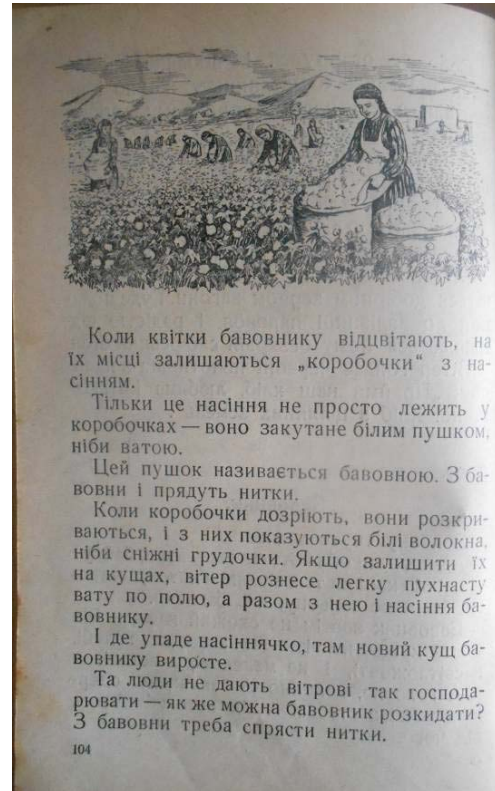 Коли квітки бавовнику відцвітають, на
їх місці залишаються „коробочки“ з на-
сінням.
Тільки це насіння не просто лежить у
коробочках — воно закутане білим пушком,
ніби ватою.
Цей пушок називається бавовною. З ба-
вовни і прядуть нитки.
Коли коробочки дозріють, вони розкри-
ваються, і з них показуються білі волокна,
ніби сніжні грудочки. Якщо залишити їх
на кущах, вітер рознесе легку пухнасту
вату по полю, а разом з нею і насіння ба-
вовнику.
І де упаде насіннячко, там новий кущ ба-
вовнику виросте.
Та люди не дають вітрові так господа-
рювати — як же можна бавовник розкидати?
З бавовни треба спрясти нитки.
104